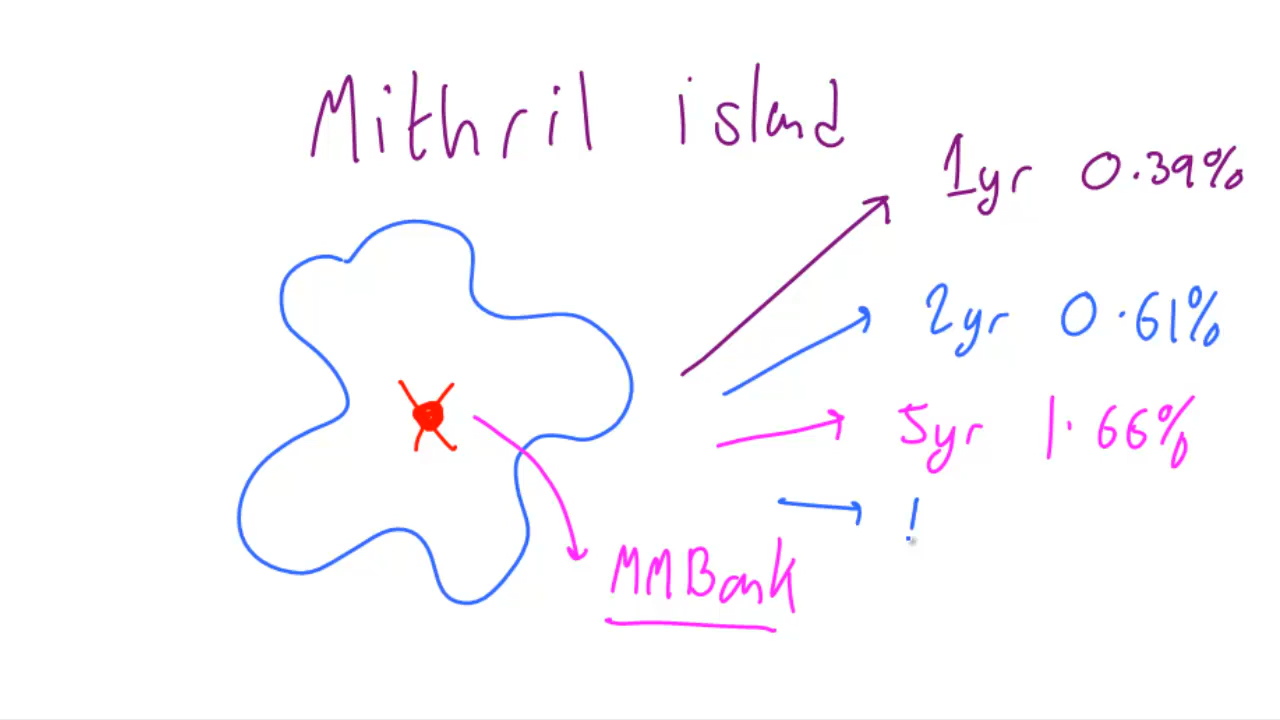 Mithril island
1yr 0.39%
2yr 0.61%
5yr 1.66%
MMBank